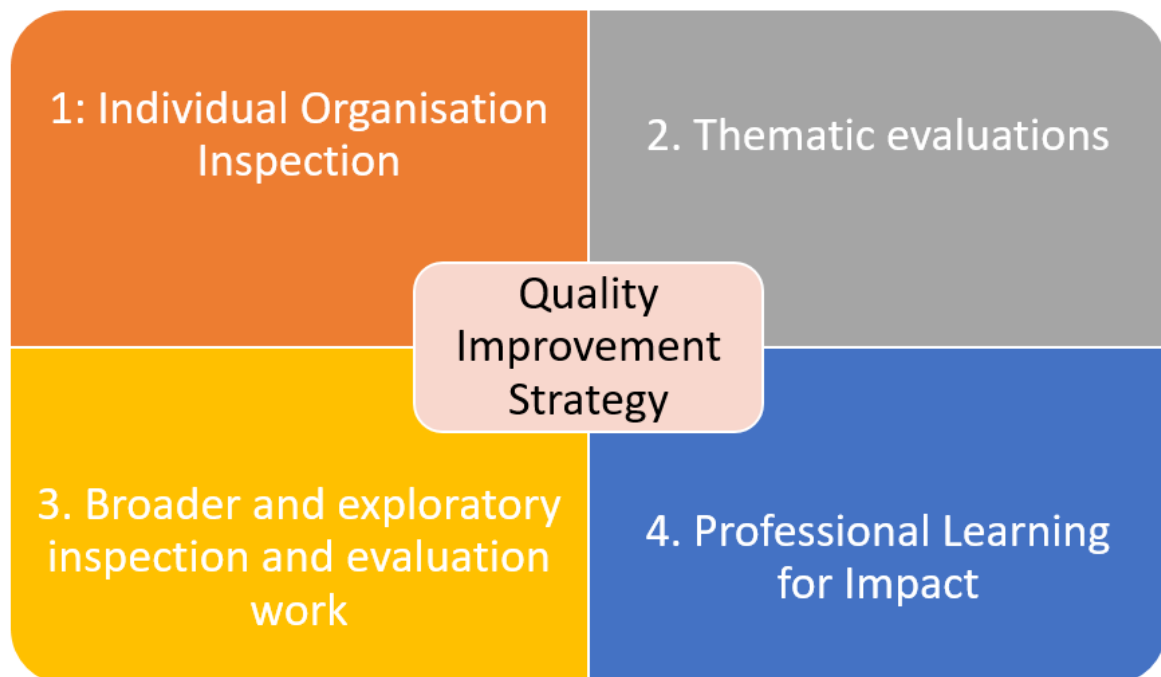 1: Individual Organisation
Inspection
2. Thematic evaluations
Quality
Improvement
Strategy
3. Broader and exploratory
inspection and evaluation
work
4. Professional Learning
for Impact